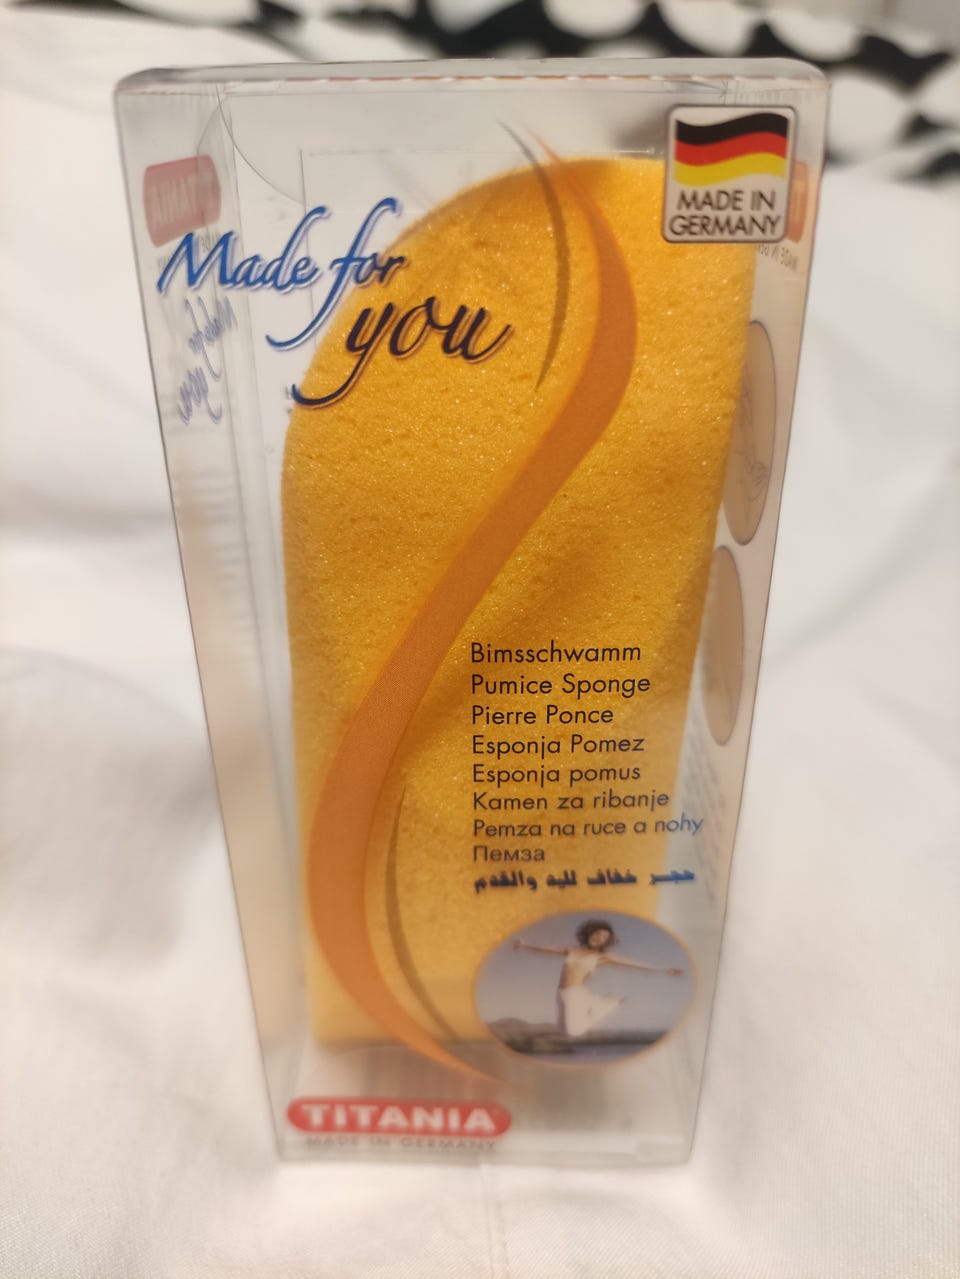 MADE IN
GERMANY
Made for
you
Bimsschwamm
Pumice Sponge
Pierre Ponce
Esponja Pomez
Esponja pomus
Kamen za ribanje
Pemza na ruce a nohy
Пемза
حجر خفاف لليد والقدم
TITANIA
MADE IN GERMANY